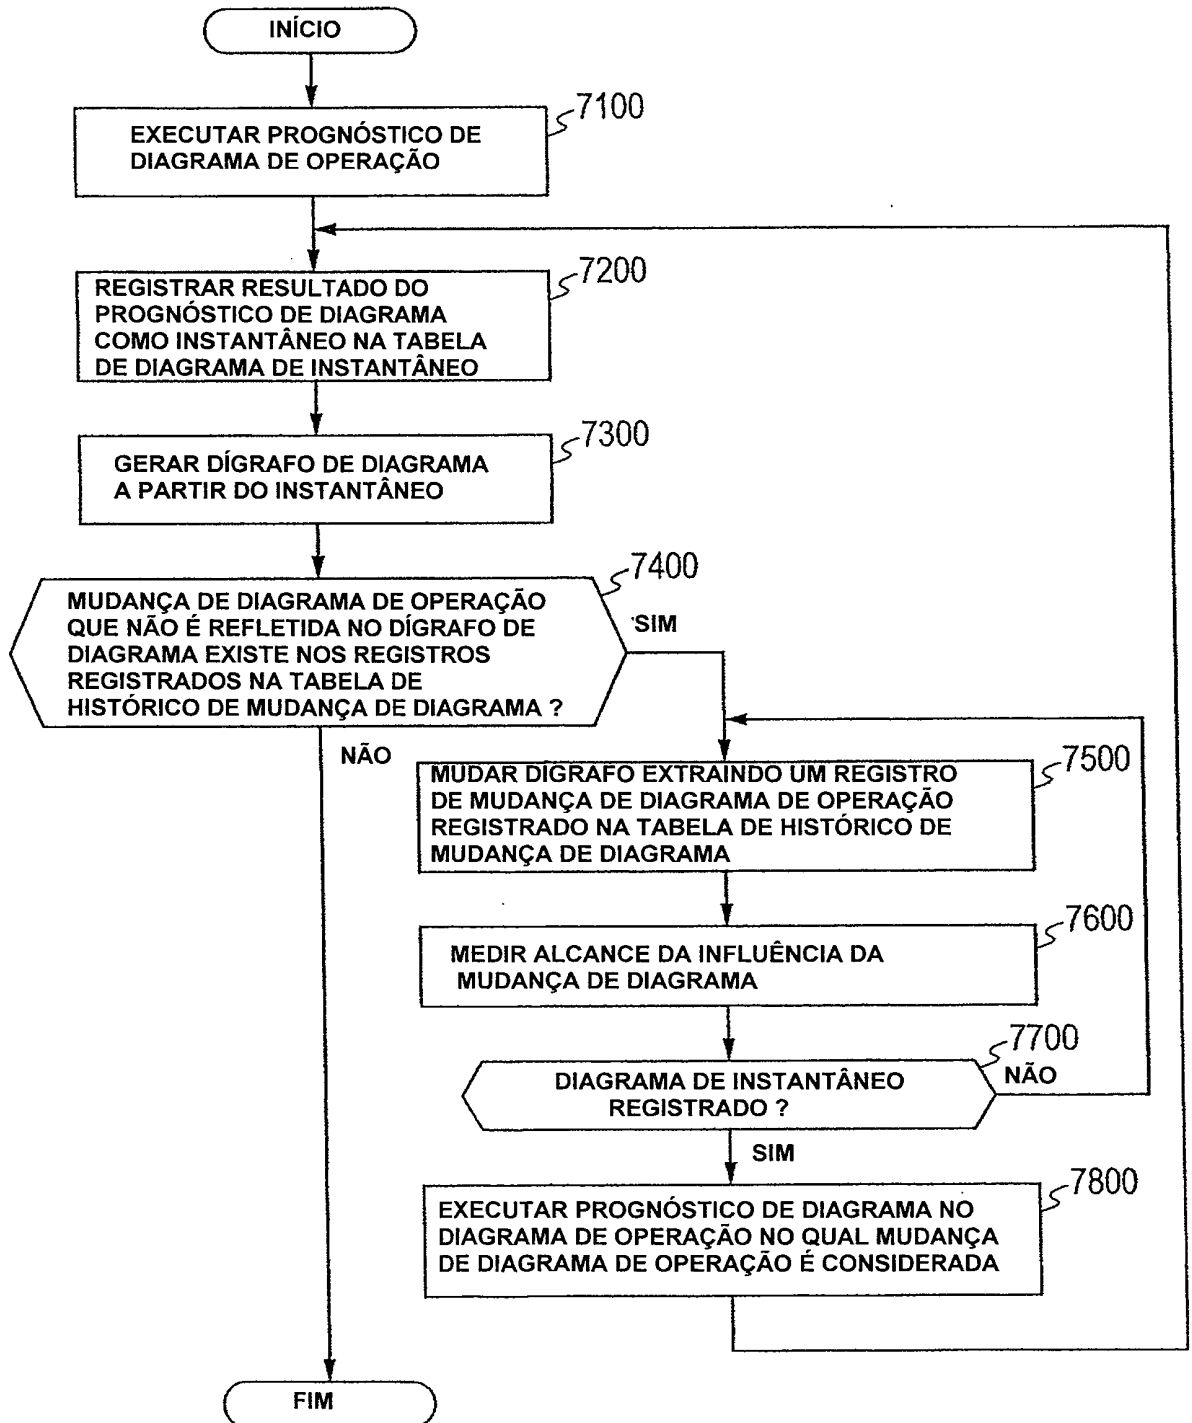 INÍCIO
7100
EXECUTAR PROGNÓSTICO DE
DIAGRAMA DE OPERAÇÃO
7200
REGISTRAR RESULTADO DO
PROGNÓSTICO DE DIAGRAMA
COMO INSTANTÂNEO NA TABELA
DE DIAGRAMA DE INSTANTÂNEO
7300
GERAR DÍGRAFO DE DIAGRAMA
A PARTIR DO INSTANTÂNEO
7400
MUDANÇA DE DIAGRAMA DE OPERAÇÃO
QUE NÃO É REFLETIDA NO DÍGRAFO DE
DIAGRAMA EXISTE NOS REGISTROS
REGISTRADOS NA TABELA DE
HISTÓRICO DE MUDANÇA DE DIAGRAMA ?
SIM
NÃO
7500
MUDAR DÍGRAFO EXTRAINDO UM REGISTRO
DE MUDANÇA DE DIAGRAMA DE OPERAÇÃO
REGISTRADO NA TABELA DE HISTÓRICO DE
MUDANÇA DE DIAGRAMA
7600
MEDIR ALCANCE DA INFLUÊNCIA DA
MUDANÇA DE DIAGRAMA
7700
DIAGRAMA DE INSTANTÂNEO
REGISTRADO ?
NÃO
SIM
7800
EXECUTAR PROGNÓSTICO DE DIAGRAMA NO
DIAGRAMA DE OPERAÇÃO NO QUAL MUDANÇA
DE DIAGRAMA DE OPERAÇÃO É CONSIDERADA
FIM